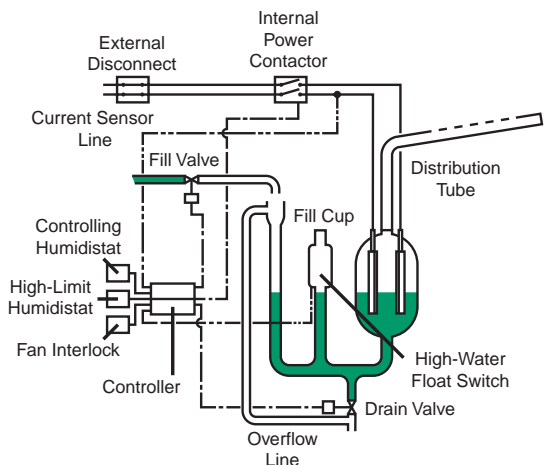 External
Disconnect
Internal
Power
Contactor
Current Sensor
Line
Fill Valve
Distribution
Tube
Fill Cup
Controlling
Humidistat
High-Limit
Humidistat
Fan Interlock
Controller
High-Water
Float Switch
Drain Valve
Overflow
Line